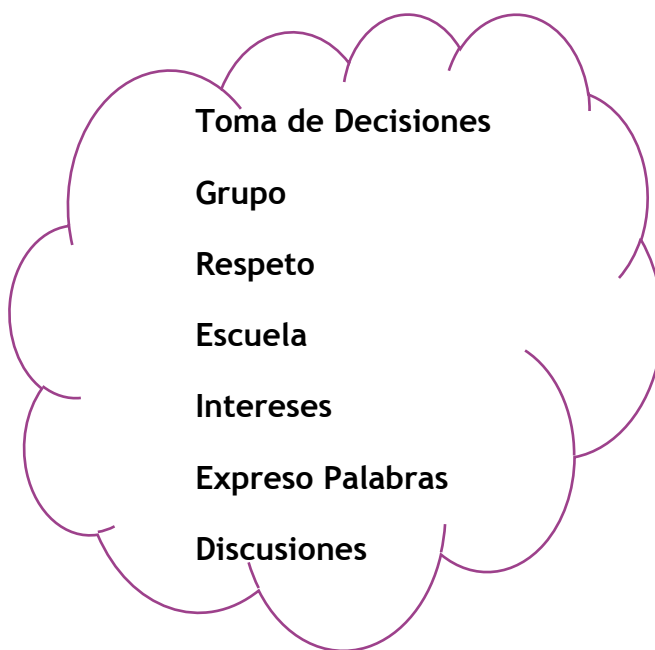 Toma de Decisiones
Grupo
Respeto
Escuela
Intereses
Expreso Palabras
Discusiones